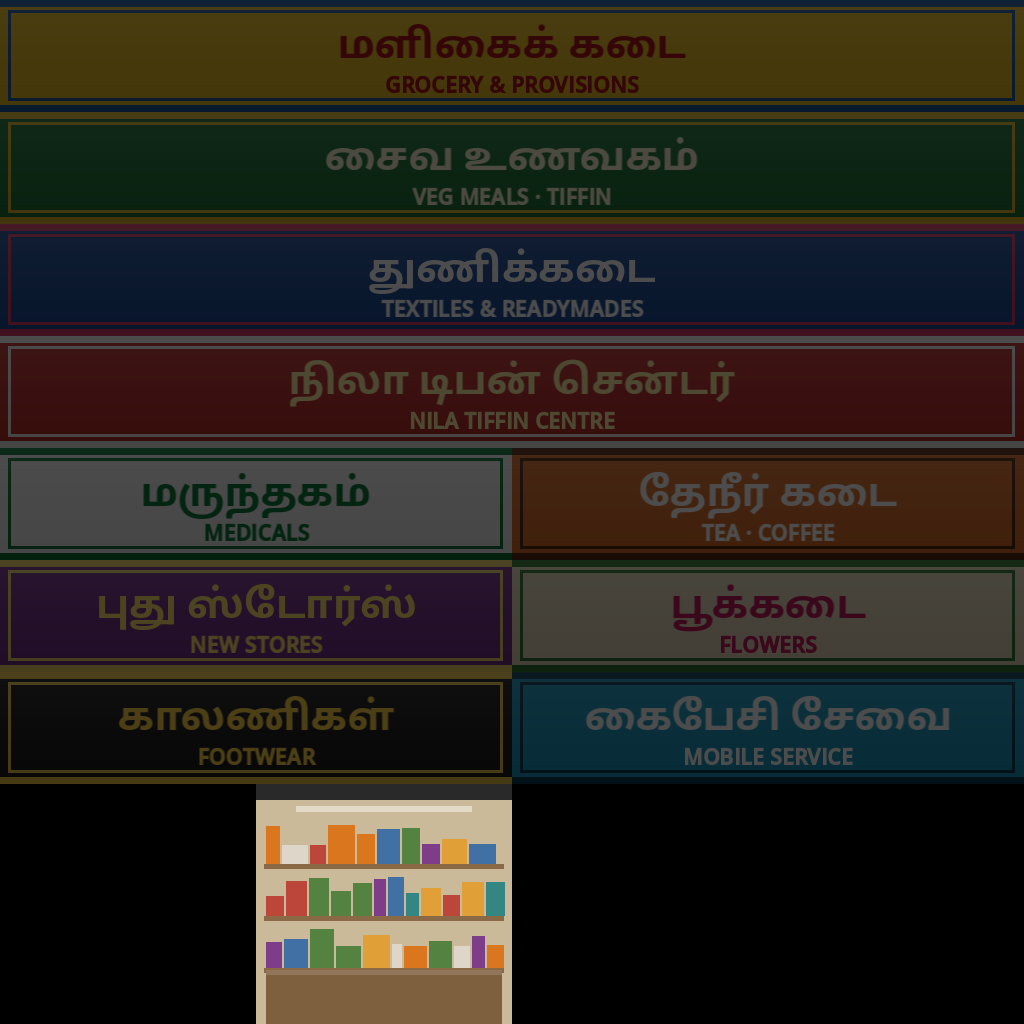 மளிகைக் கடை
GROCERY & PROVISIONS
சைவ உணவகம்
VEG MEALS · TIFFIN
துணிக்கடை
TEXTILES & READYMADES
நிலா டிபன் சென்டர்
NILA TIFFIN CENTRE
மருந்தகம்
MEDICALS
தேநீர் கடை
TEA · COFFEE
புது ஸ்டோர்ஸ்
NEW STORES
பூக்கடை
FLOWERS
காலணிகள்
FOOTWEAR
கைபேசி சேவை
MOBILE SERVICE